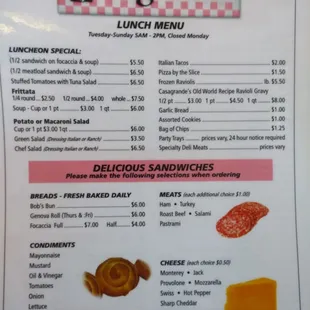 LUNCH MENU
Tuesday-Sunday 5AM - 2PM, Closed Monday
LUNCHEON SPECIAL:
(1/2 sandwich on focaccia & soup) $5.50
(1/2 meatloaf sandwich & soup) $6.50
Stuffed Tomatoes with Tuna Salad $6.50
Frittata
1/4 round ... $2.50 1/2 round ... $4.00 whole ... $7.50
Soup - Cup or 1 pt $3.00 1 qt $6.00
Potato or Macaroni Salad
Cup or 1 pt $3.00 1qt $6.00
Green Salad (Dressing Italian or Ranch) $3.50
Chef Salad (Dressing Italian or Ranch) $6.50
Italian Tacos $2.00
Pizza by the Slice $1.50
Frozen Raviolis lb $5.50
Casagrande's Old World Recipe Ravioli Gravy
1/2 pt $3.00 1 pt $4.50 1 qt $8.00
Garlic Bread $1.00
Assorted Cookies $1.00
Bag of Chips $1.25
Party Trays prices vary, 24 hour notice required
Specialty Deli Meats prices vary
DELICIOUS SANDWICHES
Please make the following selections when ordering
BREADS - FRESH BAKED DAILY
Bob's Bun $6.00
Genova Roll (Thurs & Fri) $6.00
Focaccia Full $7.00 Half $4.00
CONDIMENTS
Mayonnaise
Mustard
Oil & Vinegar
Tomatoes
Onion
Lettuce
MEATS (each additional choice $1.00)
Ham • Turkey
Roast Beef • Salami
Pastrami
CHEESE (each choice $0.50)
Monterey • Jack
Provolone • Mozzarella
Swiss • Hot Pepper
Sharp Cheddar